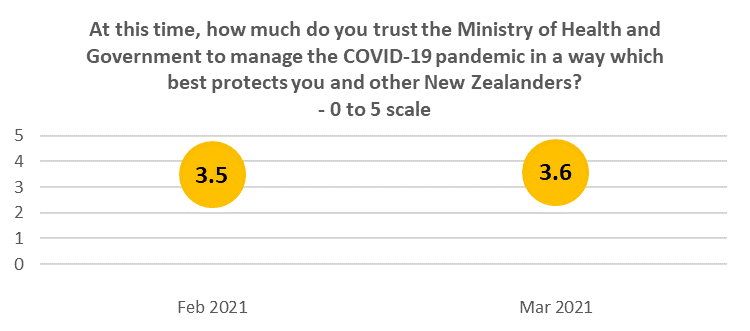 At this time, how much do you trust the Ministry of Health and
Government to manage the COVID-19 pandemic in a way which
best protects you and other New Zealanders?
- 0 to 5 scale
5
4
3
2
1
0
3.5
3.6
Feb 2021
Mar 2021